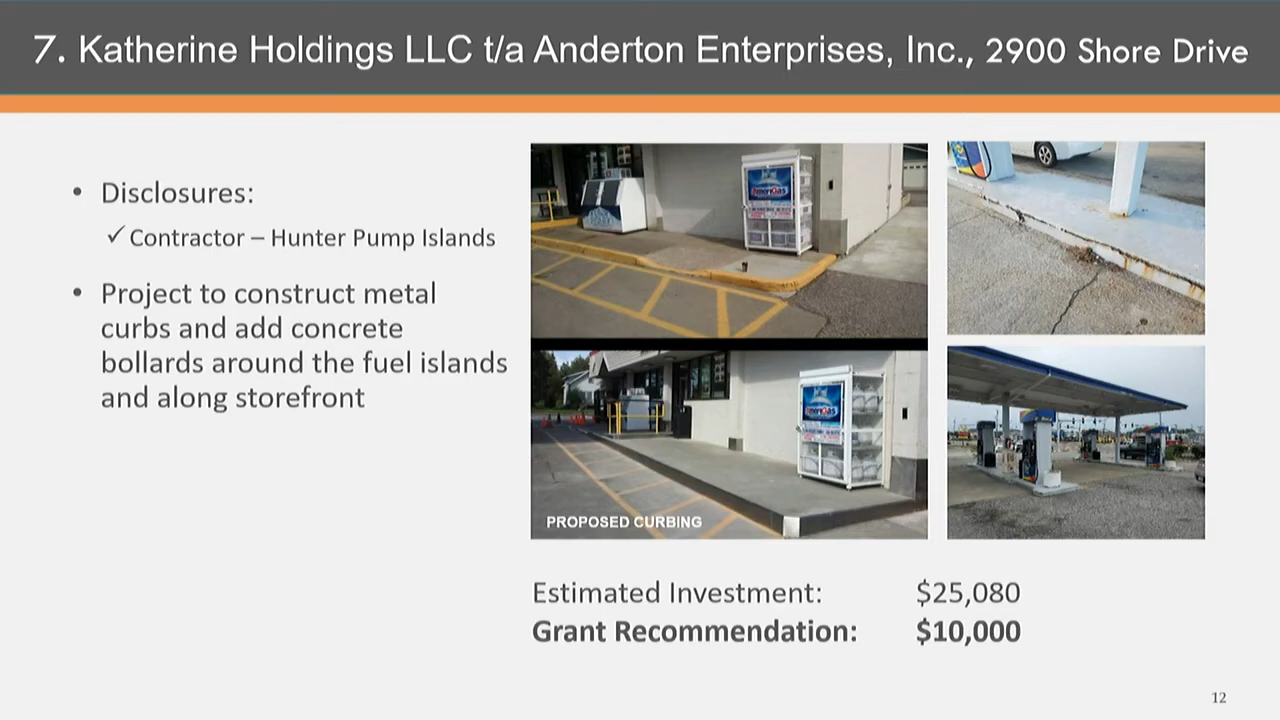 7. Katherine Holdings LLC t/a Anderton Enterprises, Inc., 2900 Shore Drive
• Disclosures:
✓ Contractor – Hunter Pump Islands
• Project to construct metal
curbs and add concrete
bollards around the fuel islands
and along storefront
AmeriGas
AmeriGas
PROPOSED CURBING
Estimated Investment: $25,080
Grant Recommendation: $10,000
12